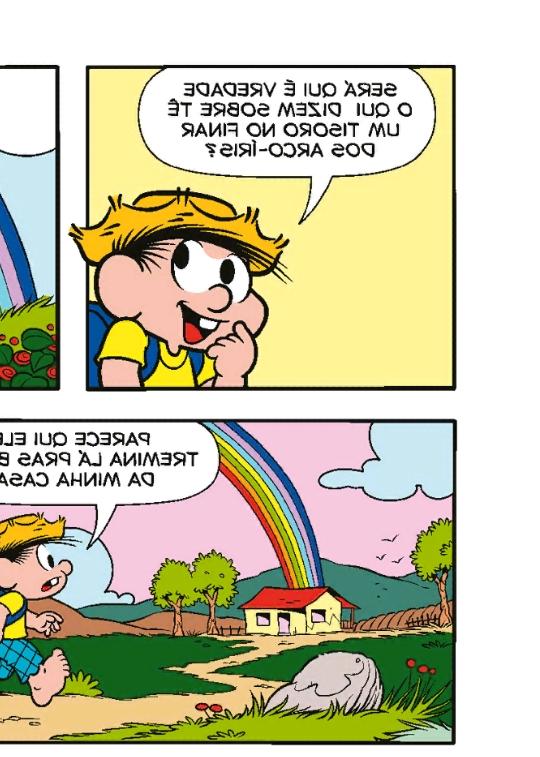 SERÁ QUI É VREDADE
O QUI DIZEM SOBRE TÊ
UM TISORO NO FINAR
DOS ARCO-ÍRIS?
PARECE QUI
TREMINA LÁ PRAS
DA MINHA CASA